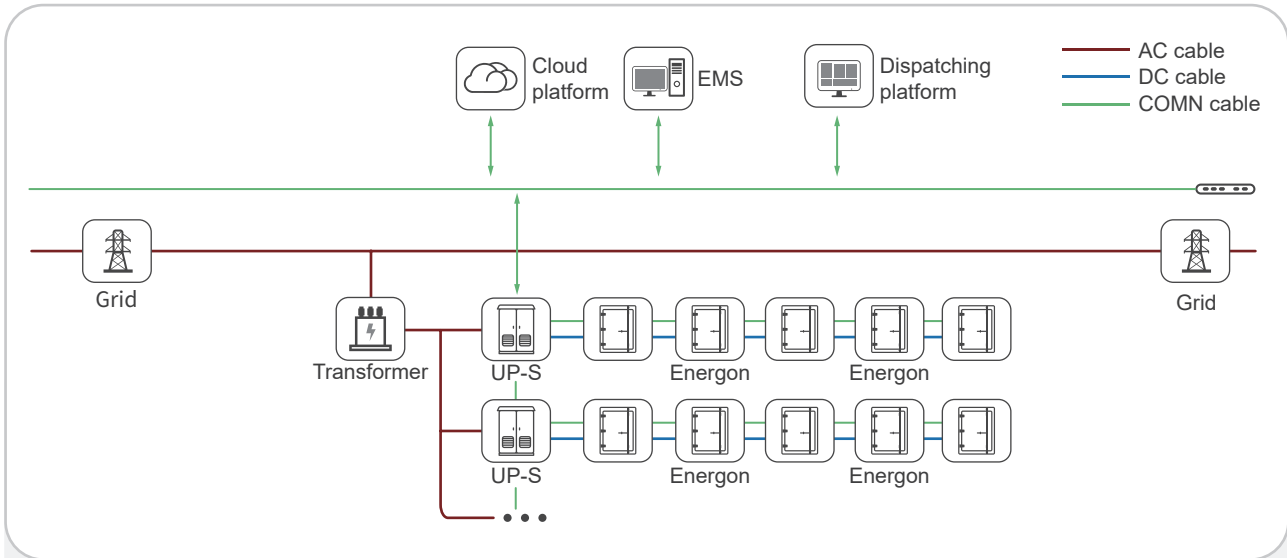 Cloud
platform
EMS
Dispatching
platform
AC cable
DC cable
COMN cable
Grid
Grid
Transformer
UP-S
Energon
Energon
UP-S
Energon
Energon